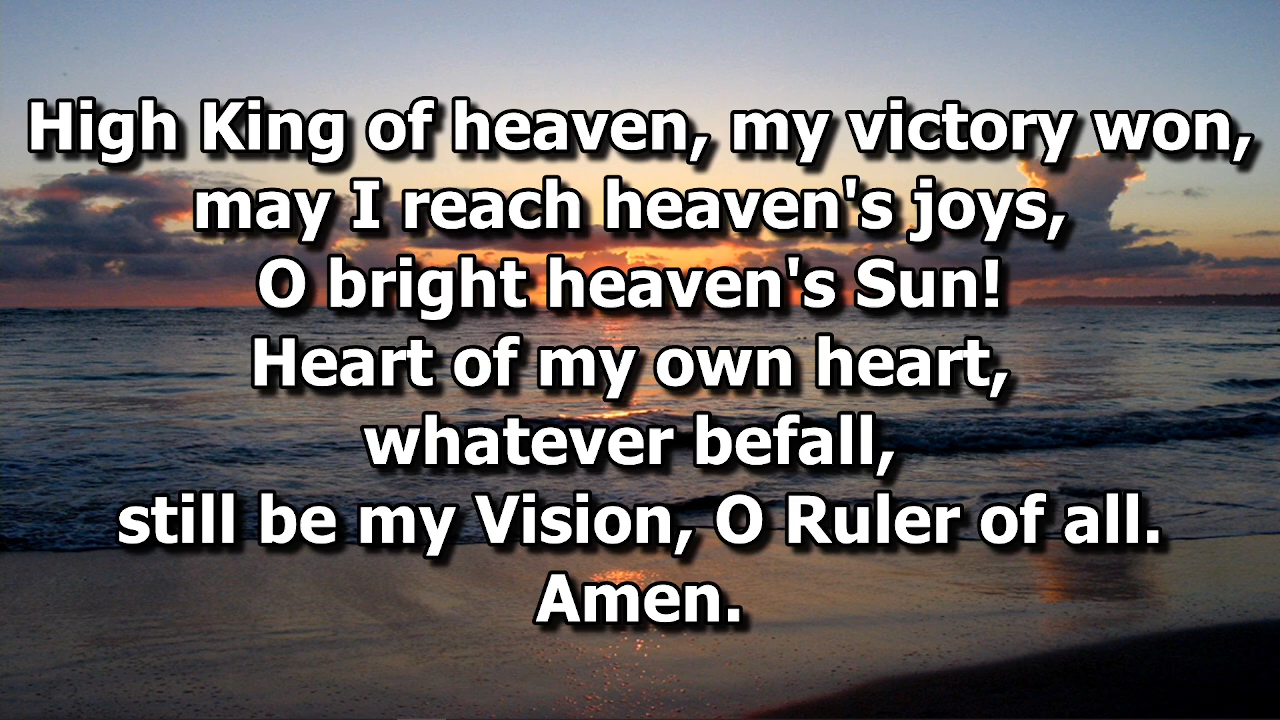 High King of heaven, my victory won,
may I reach heaven's joys,
O bright heaven's Sun!
Heart of my own heart,
whatever befall,
still be my Vision, O Ruler of all.
Amen.